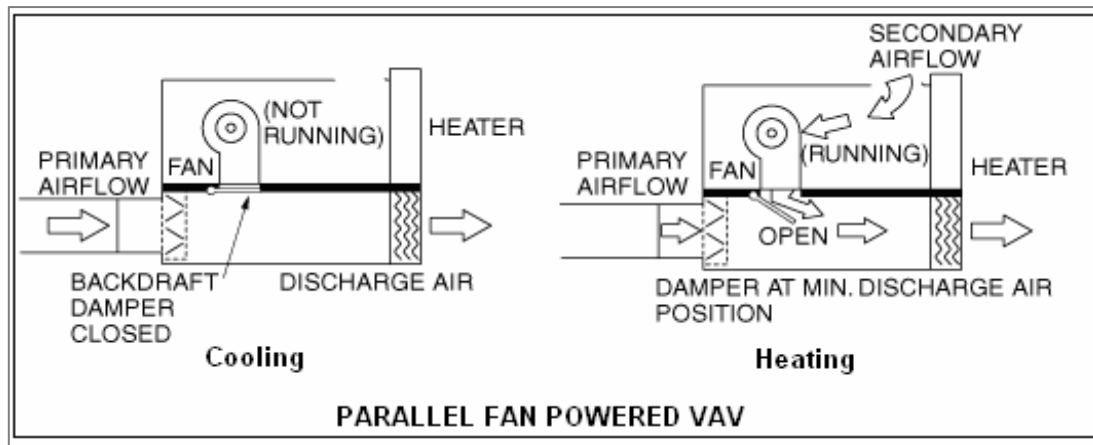 (NOT
RUNNING)
HEATER
PRIMARY
AIRFLOW
FAN
BACKDRAFT
DAMPER
CLOSED
DISCHARGE AIR
Cooling
SECONDARY
AIRFLOW
(RUNNING)
HEATER
PRIMARY
AIRFLOW
FAN
OPEN
DAMPER AT MIN.
POSITION
DISCHARGE AIR
Heating
PARALLEL FAN POWERED VAV